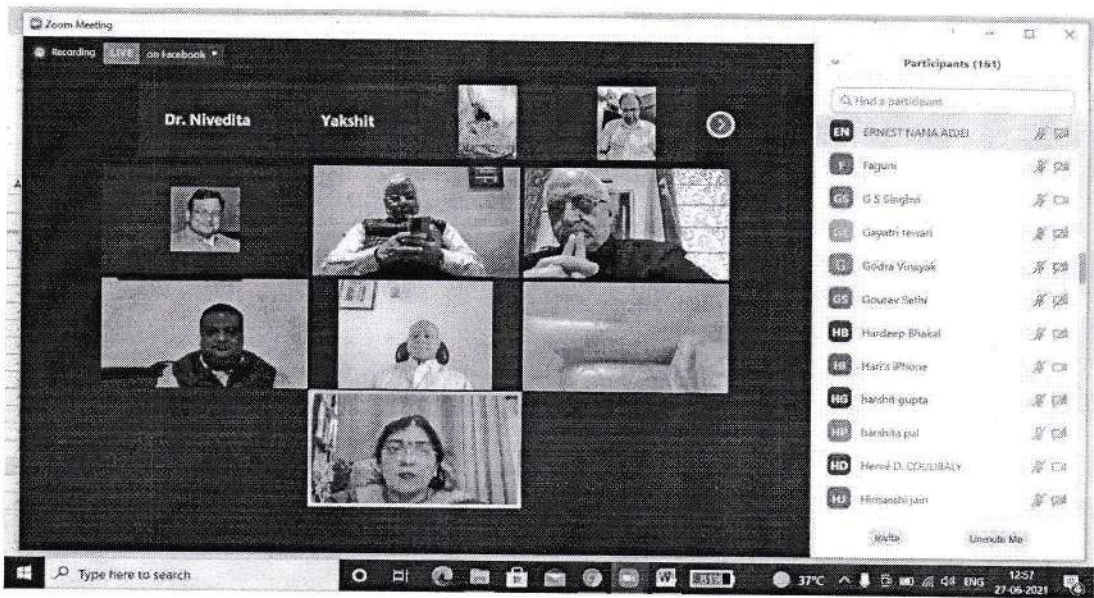 Zoom Meeting
Recording LIVE on Facebook
Dr. Nivedita
Yakshit
Participants (161)
Find a participant
EN ERNEST NANA ADJEI
F Faguni
GS G S Singhvi
Gayatri tewari
Godra Vinayak
GS Gourav Sethi
HB Hardeep Bhakal
HI Hari's iPhone
HG harshit gupta
HP harshita pal
HD Hervé D. COULIBALY
HJ Himanshi jain
Invite
Unmute Me
Type here to search
81%
37°C
ENG
12:57
27-06-2021